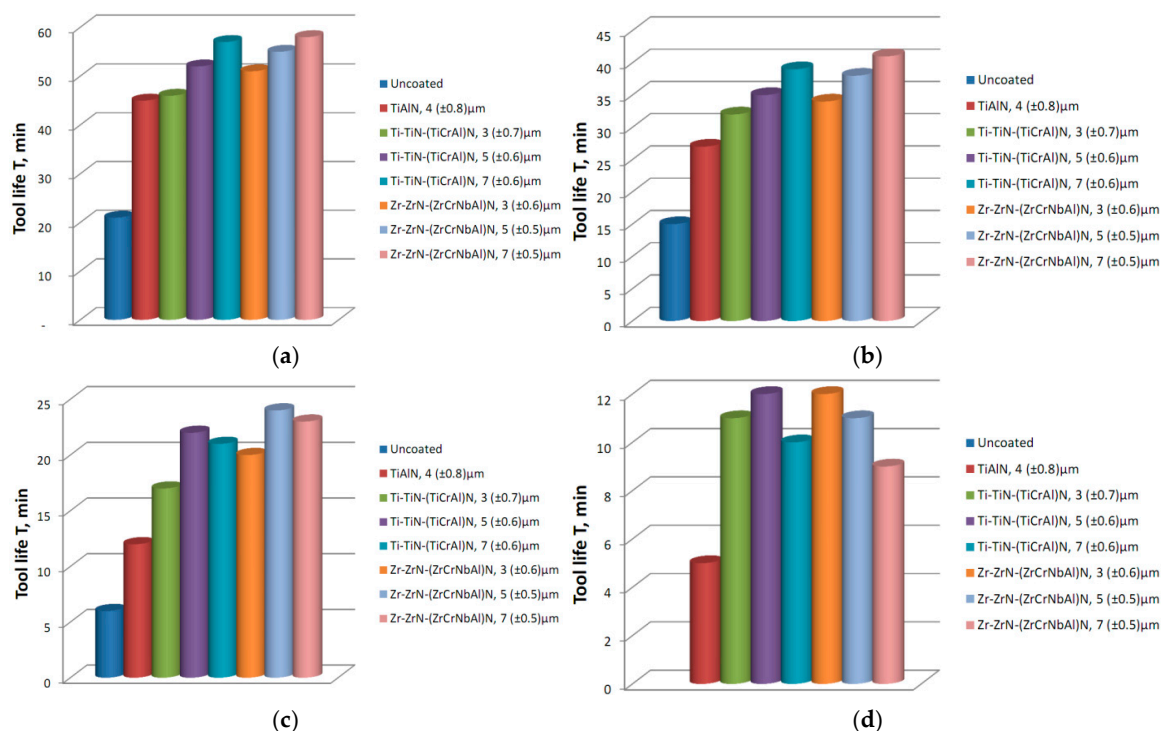 60
50
40
30
20
10
-
Tool life T, min
Uncoated
TiAlN, 4 (±0.8)μm
Ti-TiN-(TiCrAl)N, 3 (±0.7)μm
Ti-TiN-(TiCrAl)N, 5 (±0.6)μm
Ti-TiN-(TiCrAl)N, 7 (±0.6)μm
Zr-ZrN-(ZrCrNbAl)N, 3 (±0.6)μm
Zr-ZrN-(ZrCrNbAl)N, 5 (±0.5)μm
Zr-ZrN-(ZrCrNbAl)N, 7 (±0.5)μm
(a)
45
40
35
30
25
20
15
10
5
0
Tool life T, min
Uncoated
TiAlN, 4 (±0.8)μm
Ti-TiN-(TiCrAl)N, 3 (±0.7)μm
Ti-TiN-(TiCrAl)N, 5 (±0.6)μm
Ti-TiN-(TiCrAl)N, 7 (±0.6)μm
Zr-ZrN-(ZrCrNbAl)N, 3 (±0.6)μm
Zr-ZrN-(ZrCrNbAl)N, 5 (±0.5)μm
Zr-ZrN-(ZrCrNbAl)N, 7 (±0.5)μm
(b)
25
20
15
10
5
0
Tool life T, min
Uncoated
TiAlN, 4 (±0.8)μm
Ti-TiN-(TiCrAl)N, 3 (±0.7)μm
Ti-TiN-(TiCrAl)N, 5 (±0.6)μm
Ti-TiN-(TiCrAl)N, 7 (±0.6)μm
Zr-ZrN-(ZrCrNbAl)N, 3 (±0.6)μm
Zr-ZrN-(ZrCrNbAl)N, 5 (±0.5)μm
Zr-ZrN-(ZrCrNbAl)N, 7 (±0.5)μm
(c)
12
10
8
6
4
2
0
Tool life T, min
Uncoated
TiAlN, 4 (±0.8)μm
Ti-TiN-(TiCrAl)N, 3 (±0.7)μm
Ti-TiN-(TiCrAl)N, 5 (±0.6)μm
Ti-TiN-(TiCrAl)N, 7 (±0.6)μm
Zr-ZrN-(ZrCrNbAl)N, 3 (±0.6)μm
Zr-ZrN-(ZrCrNbAl)N, 5 (±0.5)μm
Zr-ZrN-(ZrCrNbAl)N, 7 (±0.5)μm
(d)